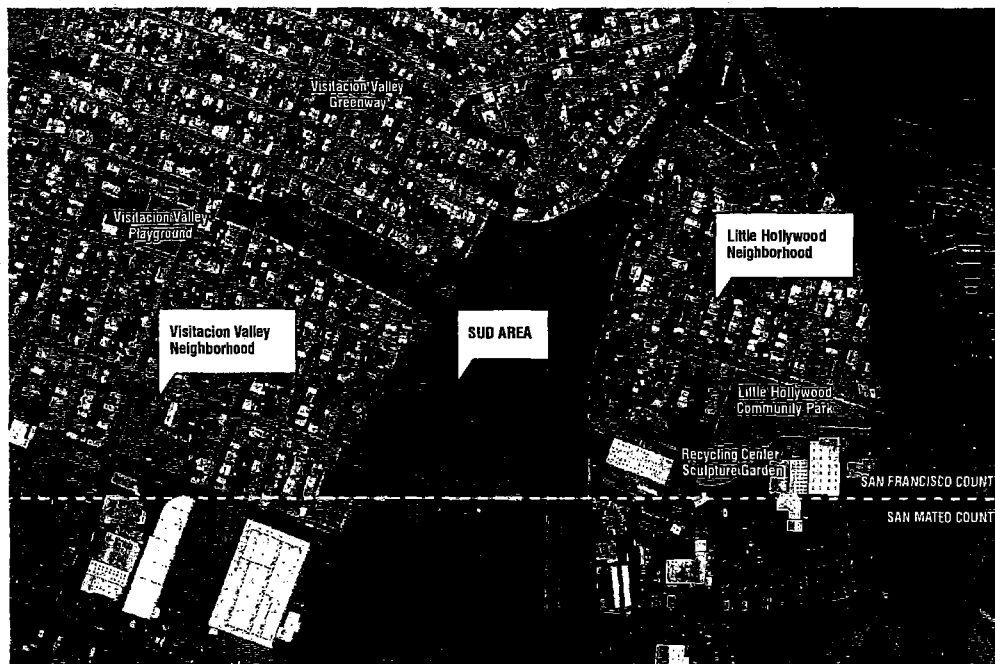 Visitacion Valley
Greenway
Visitacion Valley
Playground
Little Hollywood
Neighborhood
Visitacion Valley
Neighborhood
SUD AREA
Little Hollywood
Community Park
Recycling Center
Sculpture Garden
SAN FRANCISCO COUNT
SAN MATEO COUNT